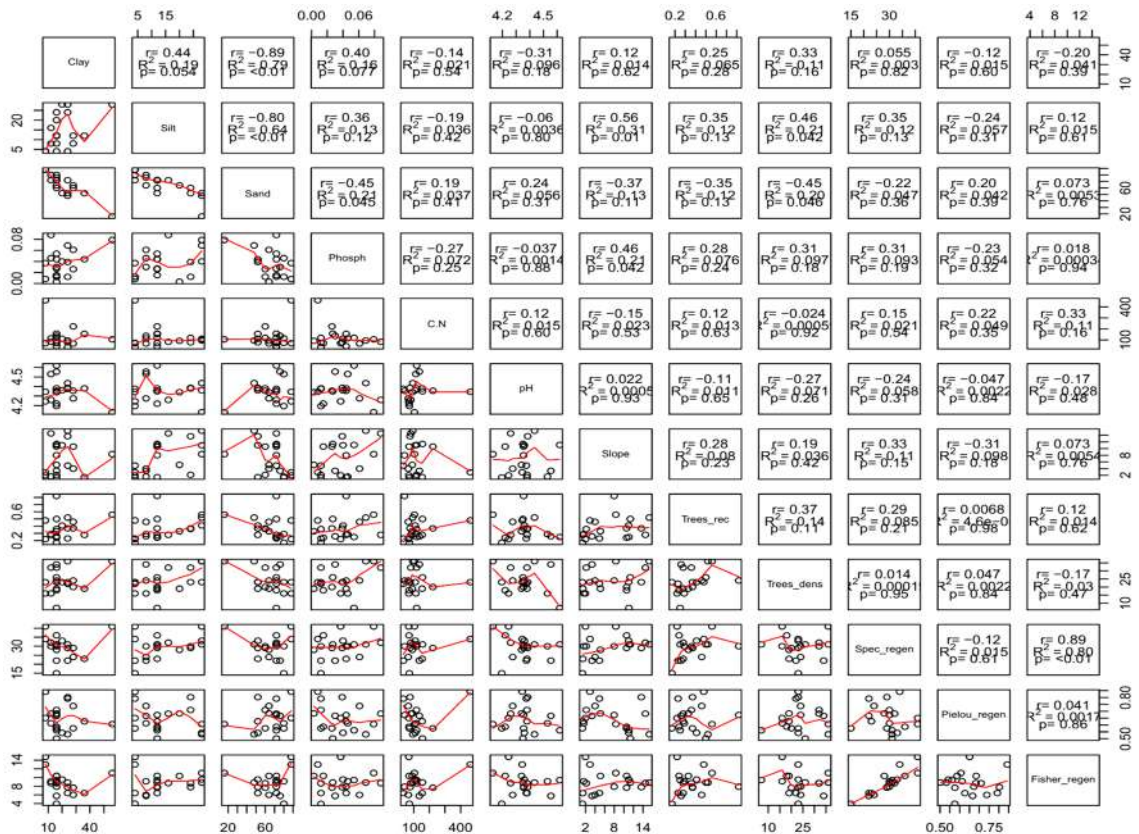 5 15 0.00 0.06 4.2 4.5 0.2 0.6 15 30 4 8 12
Clay
r= 0.44 r= −0.89 r= 0.40 r= −0.14 r= −0.31 r= 0.12 r= 0.25 r= 0.33 r= 0.055 r= −0.12 r= −0.20
R² = 0.19 R² = 0.79 R² = 0.16 R² = 0.021 R² = 0.096 R² = 0.014 R² = 0.065 R² = 0.11 R² = 0.003 R² = 0.015 R² = 0.041
p= 0.054 p= <0.01 p= 0.077 p= 0.54 p= 0.18 p= 0.62 p= 0.28 p= 0.16 p= 0.82 p= 0.60 p= 0.39
10 40
5 20
Silt
r= −0.80 r= 0.36 r= −0.19 r= −0.06 r= 0.56 r= 0.35 r= 0.46 r= 0.35 r= −0.24 r= 0.12
R² = 0.64 R² = 0.13 R² = 0.036 R² = 0.0036 R² = 0.31 R² = 0.12 R² = 0.21 R² = 0.12 R² = 0.057 R² = 0.015
p= <0.01 p= 0.12 p= 0.42 p= 0.80 p= 0.01 p= 0.13 p= 0.042 p= 0.13 p= 0.31 p= 0.61
Sand
r= −0.45 r= 0.19 r= 0.24 r= −0.37 r= −0.35 r= −0.45 r= −0.22 r= 0.20 r= 0.073
R² = 0.21 R² = 0.037 R² = 0.056 R² = 0.13 R² = 0.12 R² = 0.20 R² = 0.047 R² = 0.042 R² = 0.0053
p= 0.045 p= 0.41 p= 0.31 p= 0.11 p= 0.13 p= 0.046 p= 0.36 p= 0.39 p= 0.76
20 60
0.00 0.08
Phosph
r= −0.27 r= −0.037 r= 0.46 r= 0.28 r= 0.31 r= 0.31 r= −0.23 r= 0.018
R² = 0.072 R² = 0.0014 R² = 0.21 R² = 0.076 R² = 0.097 R² = 0.093 R² = 0.054 R² = 0.0003
p= 0.25 p= 0.88 p= 0.042 p= 0.24 p= 0.18 p= 0.19 p= 0.32 p= 0.94
C.N
r= 0.12 r= −0.15 r= 0.12 r= −0.024 r= 0.15 r= 0.22 r= 0.33
R² = 0.015 R² = 0.023 R² = 0.013 R² = 0.0005 R² = 0.021 R² = 0.049 R² = 0.11
p= 0.60 p= 0.53 p= 0.63 p= 0.92 p= 0.54 p= 0.35 p= 0.16
100 400
4.2 4.5
pH
r= 0.022 r= −0.11 r= −0.27 r= −0.24 r= −0.047 r= −0.17
R² = 0.0005 R² = 0.011 R² = 0.071 R² = 0.058 R² = 0.0022 R² = 0.028
p= 0.93 p= 0.65 p= 0.26 p= 0.31 p= 0.84 p= 0.48
Slope
r= 0.28 r= 0.19 r= 0.33 r= −0.31 r= 0.073
R² = 0.08 R² = 0.036 R² = 0.11 R² = 0.098 R² = 0.0054
p= 0.23 p= 0.42 p= 0.15 p= 0.18 p= 0.76
2 8
0.2 0.6
Trees_rec
r= 0.37 r= 0.29 r= 0.0068 r= 0.12
R² = 0.14 R² = 0.085 R² = 4.6e−0 R² = 0.014
p= 0.11 p= 0.21 p= 0.98 p= 0.62
Trees_dens
r= 0.014 r= 0.047 r= −0.17
R² = 0.0001 R² = 0.0022 R² = 0.03
p= 0.95 p= 0.84 p= 0.47
10 25
15 30
Spec_regen
r= −0.12 r= 0.89
R² = 0.015 R² = 0.80
p= 0.61 p= <0.01
Pielou_regen
r= 0.041
R² = 0.0017
p= 0.86
0.50 0.80
4 8 14
Fisher_regen
10 40 20 60 100 400 2 8 14 10 25 0.50 0.75